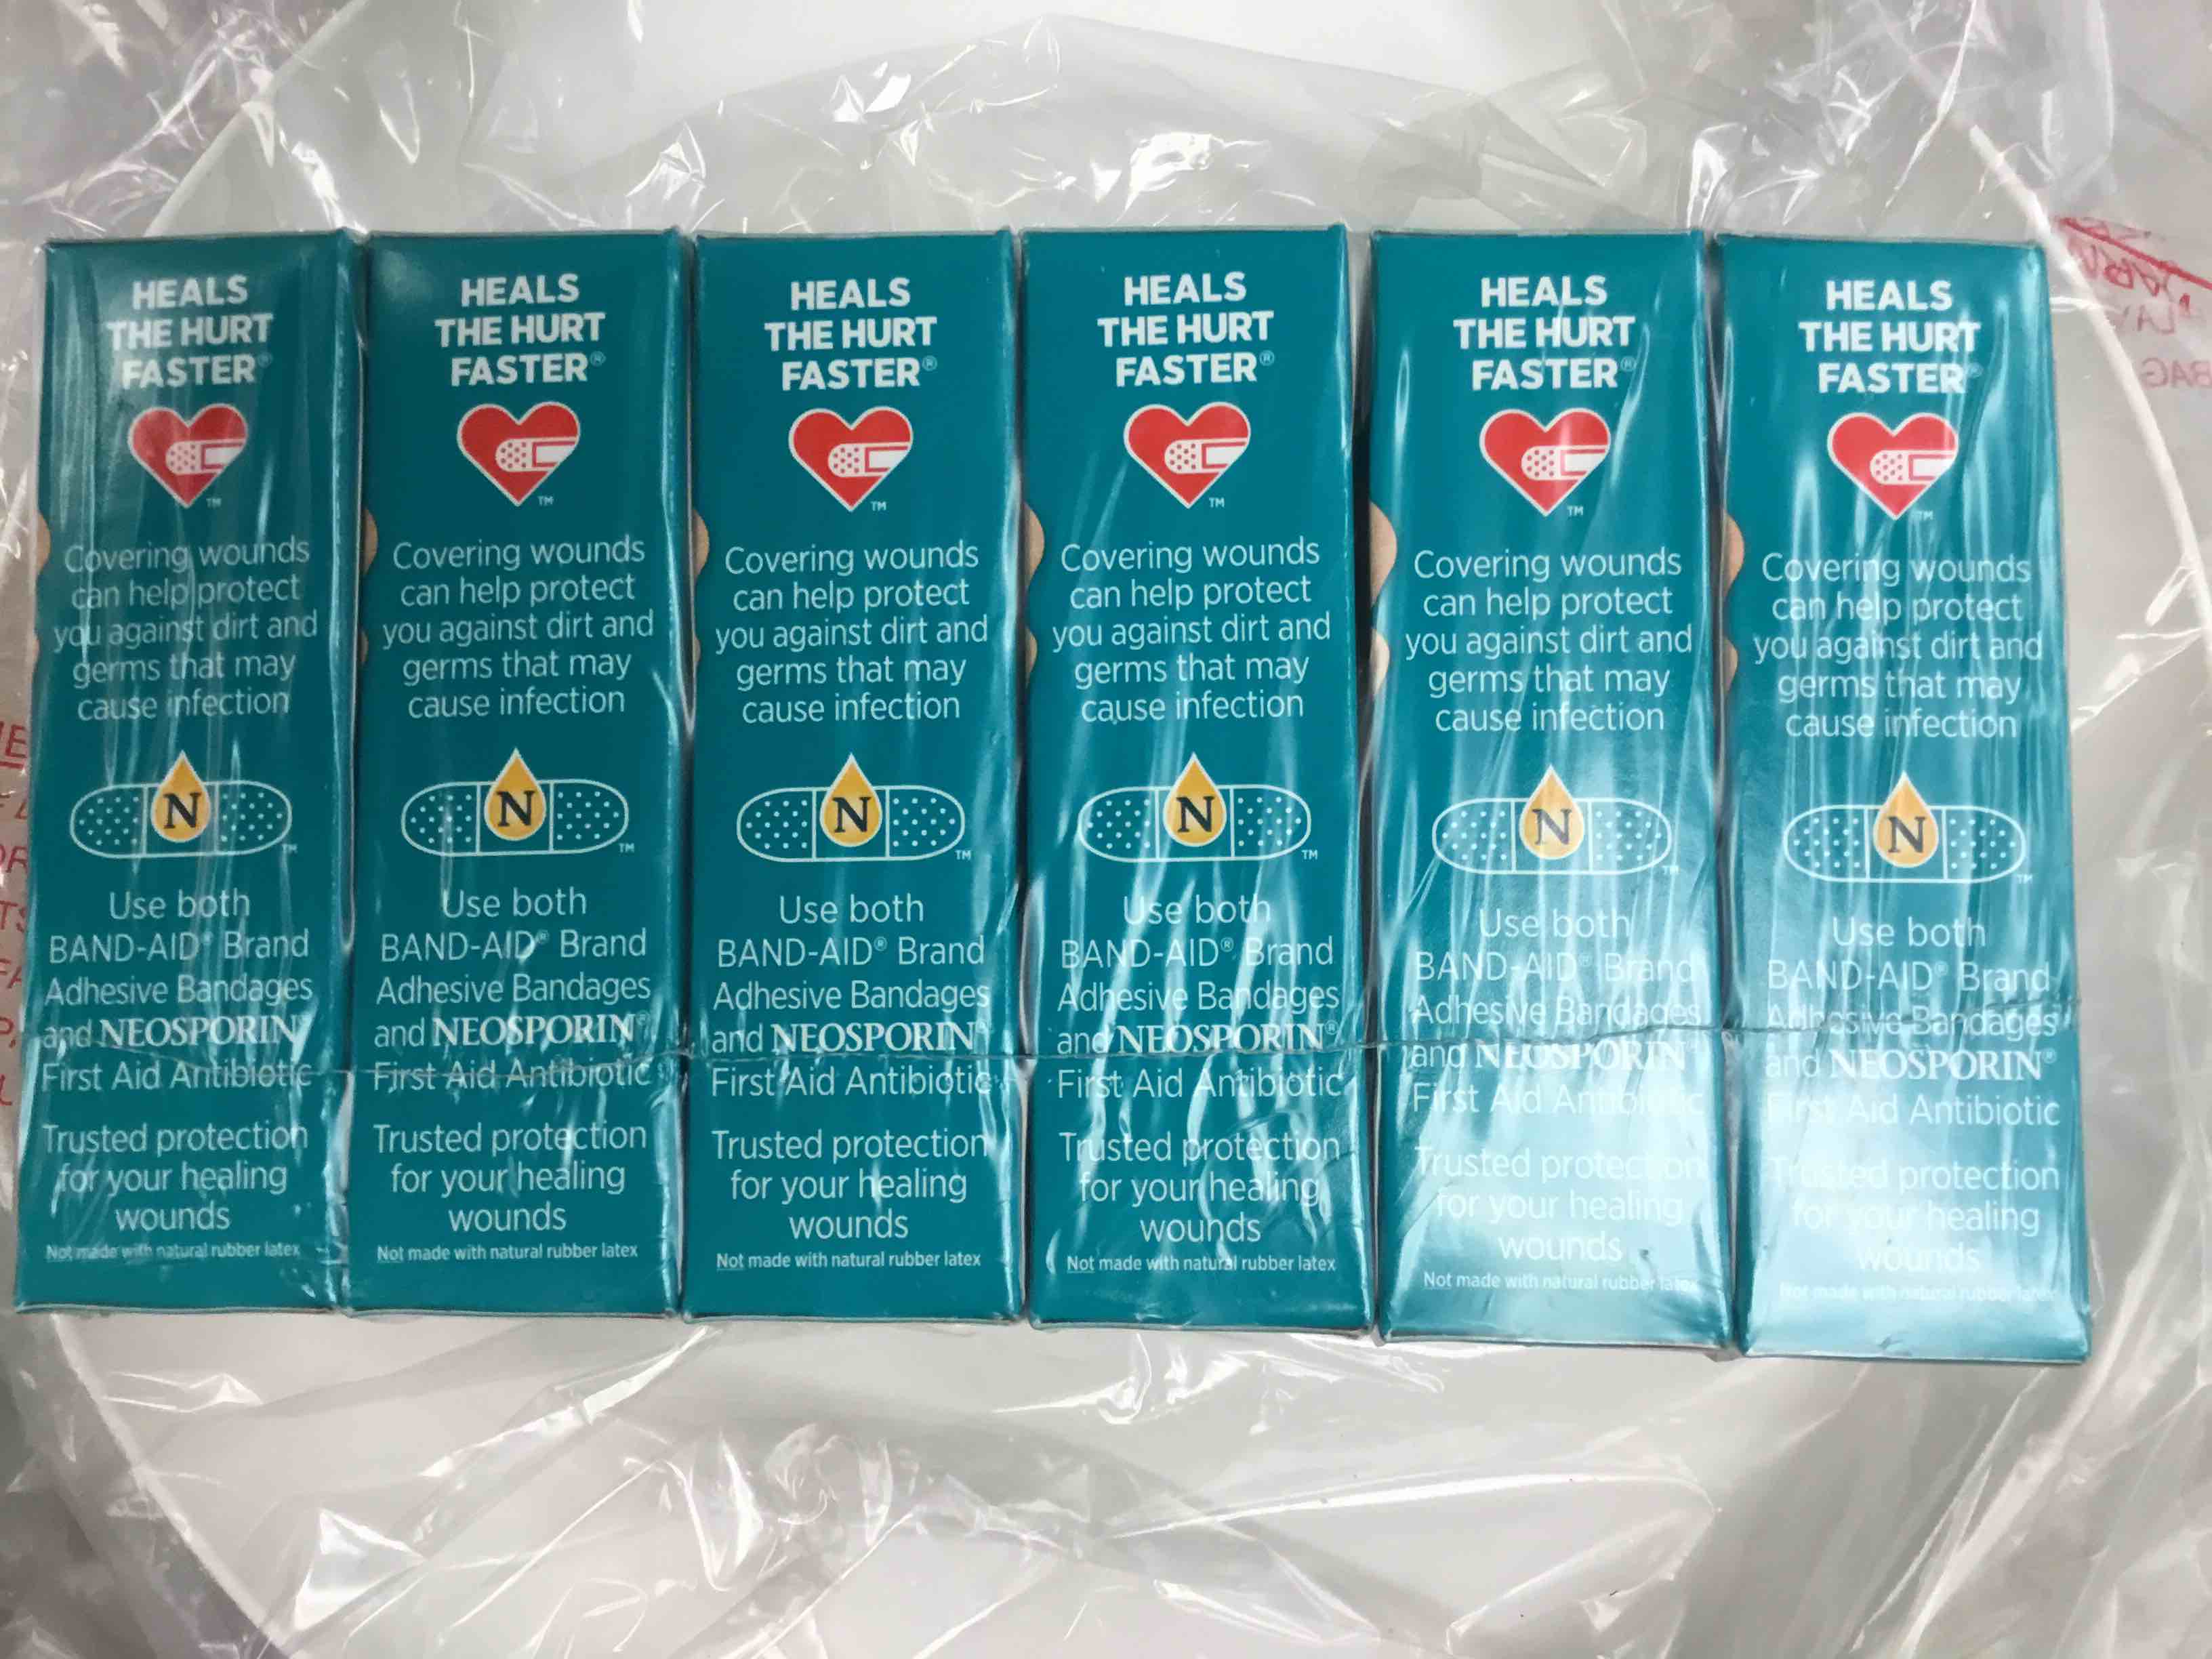 HEALS
THE HURT
FASTER®
TM
Covering wounds
can help protect
you against dirt and
germs that may
cause infection
N
TM
Use both
BAND-AID® Brand
Adhesive Bandages
and NEOSPORIN®
First Aid Antibiotic
Trusted protection
for your healing
wounds
Not made with natural rubber latex
HEALS
THE HURT
FASTER®
TM
Covering wounds
can help protect
you against dirt and
germs that may
cause infection
N
TM
Use both
BAND-AID® Brand
Adhesive Bandages
and NEOSPORIN®
First Aid Antibiotic
Trusted protection
for your healing
wounds
Not made with natural rubber latex
HEALS
THE HURT
FASTER®
TM
Covering wounds
can help protect
you against dirt and
germs that may
cause infection
N
TM
Use both
BAND-AID® Brand
Adhesive Bandages
and NEOSPORIN®
First Aid Antibiotic
Trusted protection
for your healing
wounds
Not made with natural rubber latex
HEALS
THE HURT
FASTER®
TM
Covering wounds
can help protect
you against dirt and
germs that may
cause infection
N
TM
Use both
BAND-AID® Brand
Adhesive Bandages
and NEOSPORIN®
First Aid Antibiotic
Trusted protection
for your healing
wounds
Not made with natural rubber latex
HEALS
THE HURT
FASTER®
TM
Covering wounds
can help protect
you against dirt and
germs that may
cause infection
N
TM
Use both
BAND-AID® Brand
Adhesive Bandages
and NEOSPORIN®
First Aid Antibiotic
Trusted protection
for your healing
wounds
Not made with natural rubber latex
HEALS
THE HURT
FASTER®
TM
Covering wounds
can help protect
you against dirt and
germs that may
cause infection
N
TM
Use both
BAND-AID® Brand
Adhesive Bandages
and NEOSPORIN®
First Aid Antibiotic
Trusted protection
for your healing
wounds
Not made with natural rubber latex
BAG